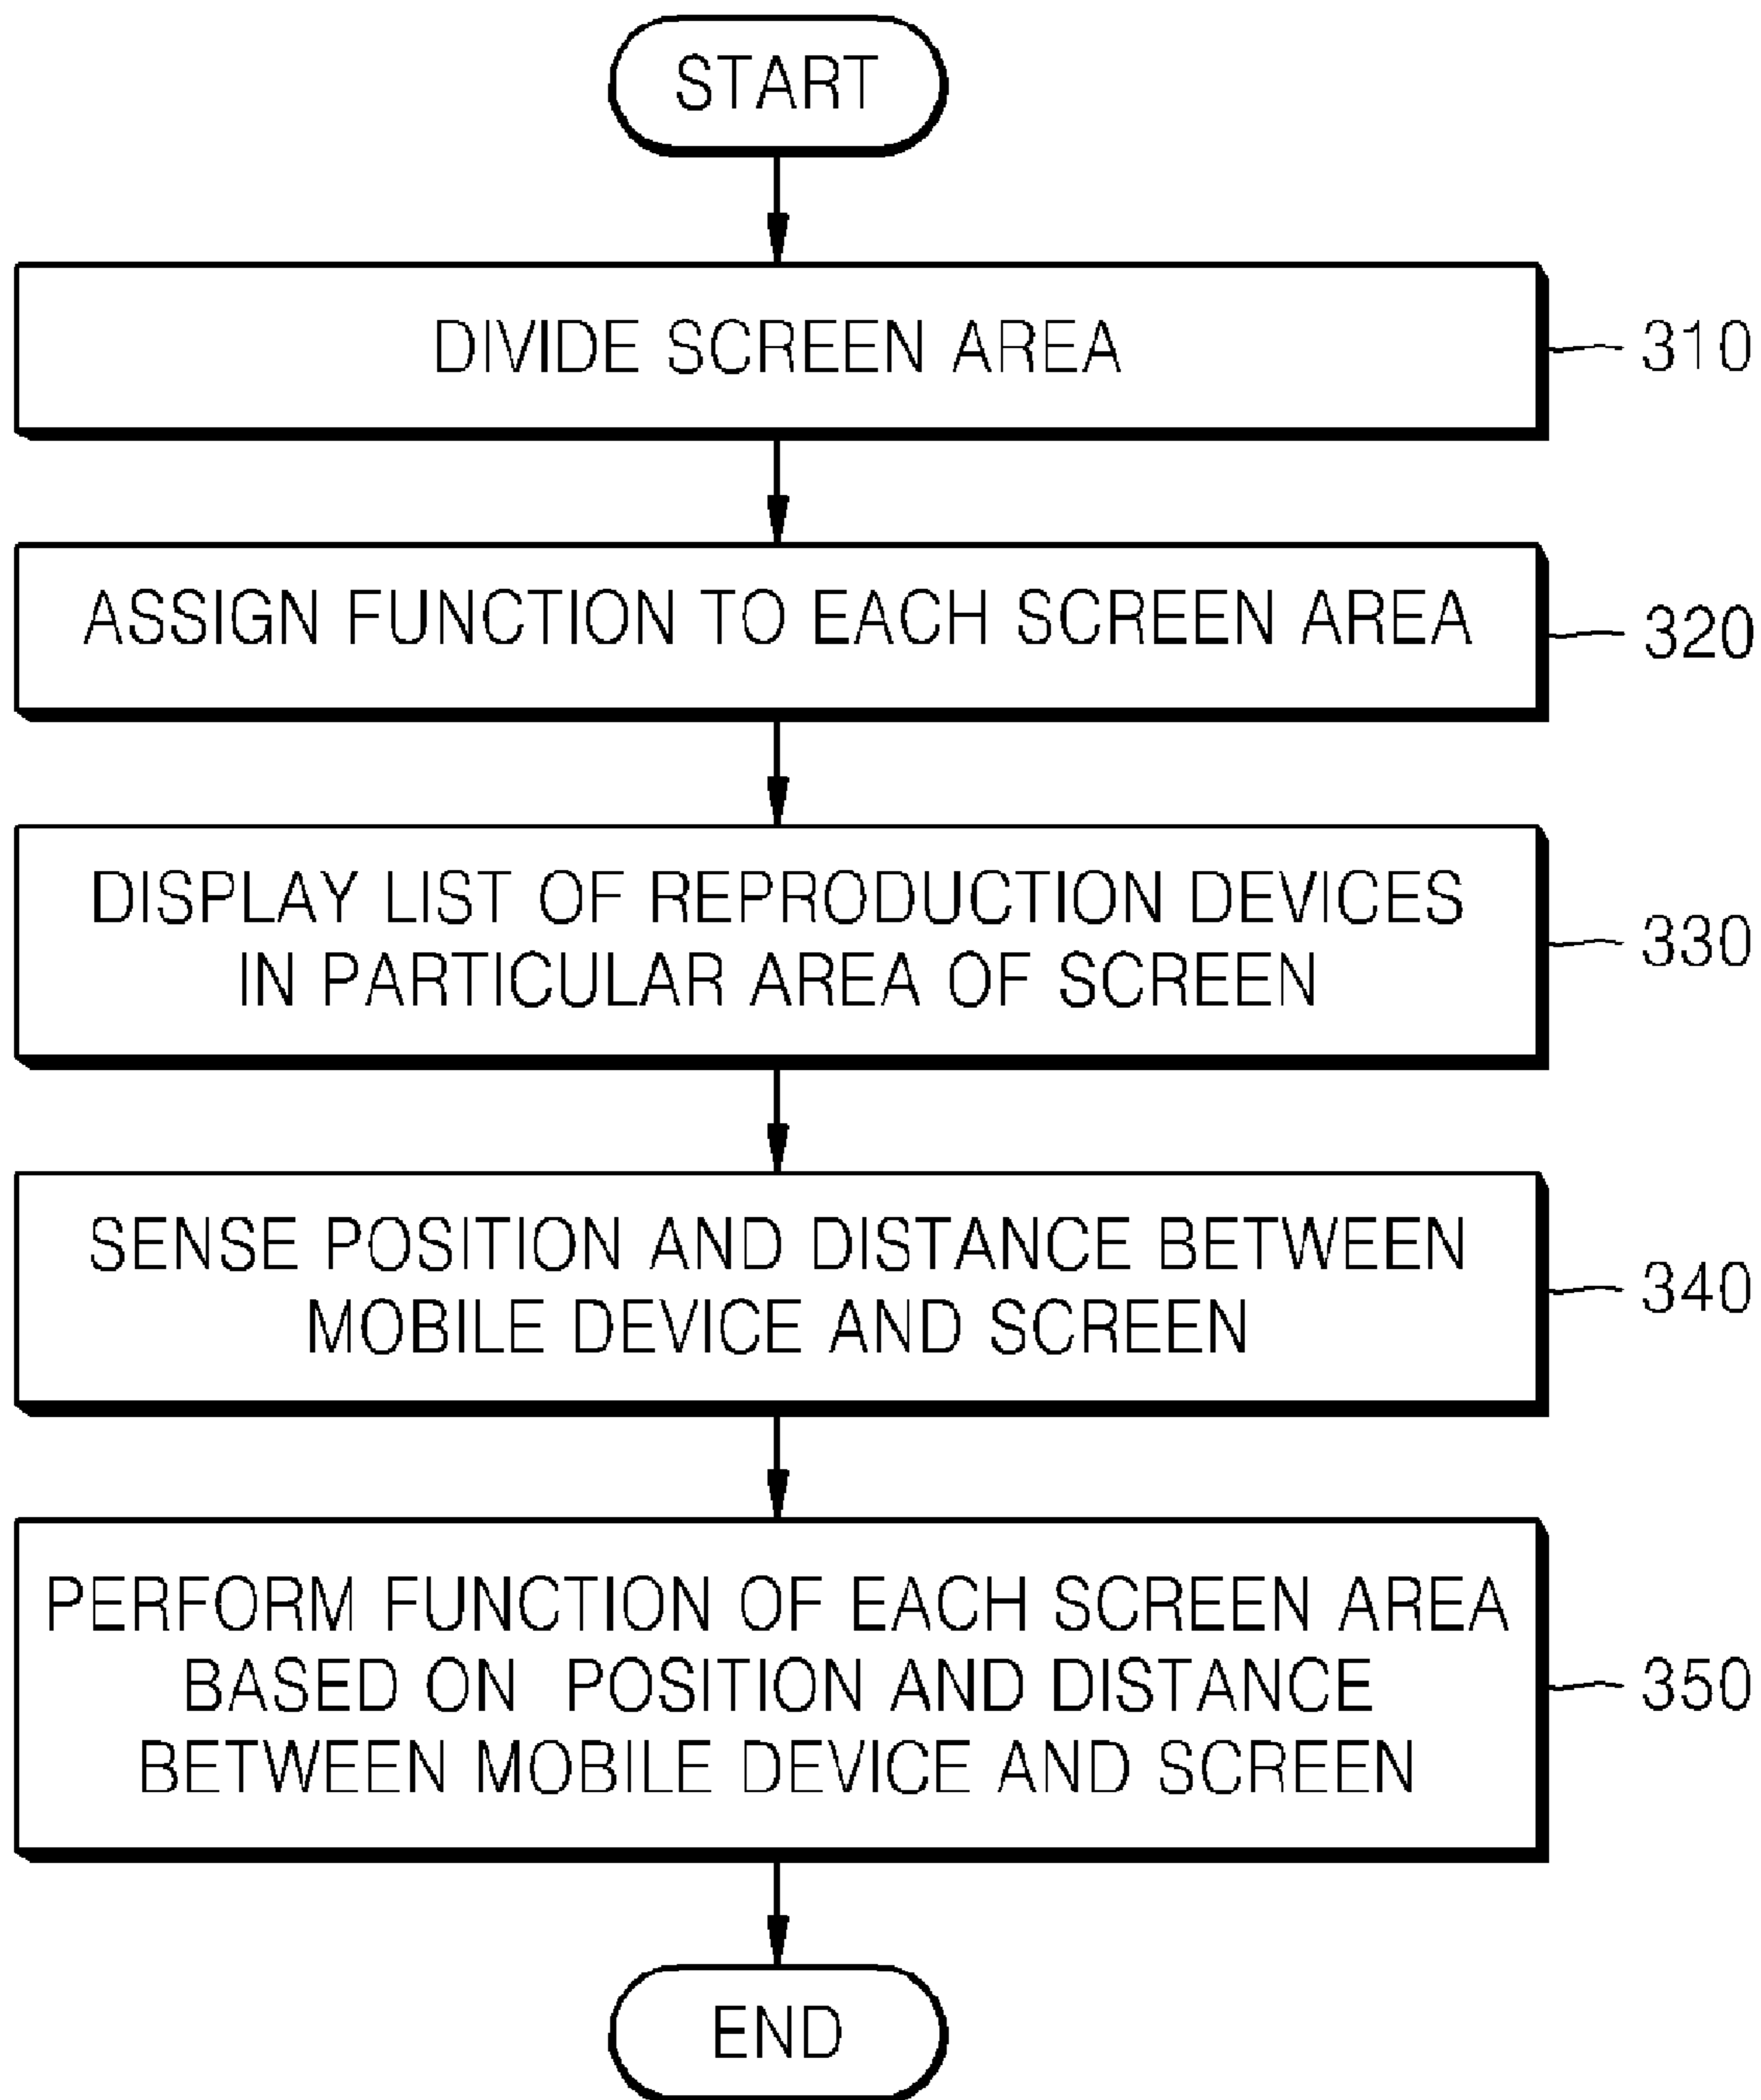 START
DIVIDE SCREEN AREA
310
ASSIGN FUNCTION TO EACH SCREEN AREA
320
DISPLAY LIST OF REPRODUCTION DEVICES
IN PARTICULAR AREA OF SCREEN
330
SENSE POSITION AND DISTANCE BETWEEN
MOBILE DEVICE AND SCREEN
340
PERFORM FUNCTION OF EACH SCREEN AREA
BASED ON POSITION AND DISTANCE
BETWEEN MOBILE DEVICE AND SCREEN
350
END